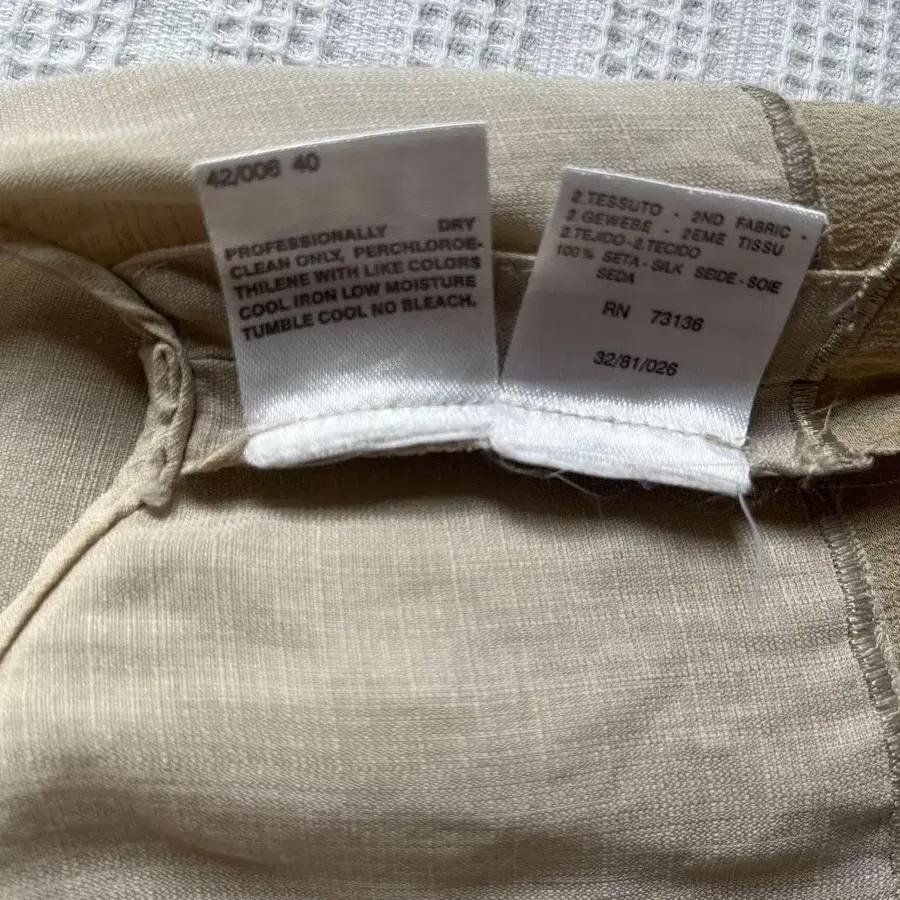 42/008 40
PROFESSIONALLY DRY
CLEAN ONLY, PERCHLOROE-
THILENE WITH LIKE COLORS
COOL IRON LOW MOISTURE
TUMBLE COOL NO BLEACH.
2.TESSUTO - 2ND FABRIC -
2.GEWEBE - 2EME TISSU
2.TEJIDO-2.TECIDO
100% SETA-SILK SEIDE-SOIE
SEDA
RN 73136
32/81/026